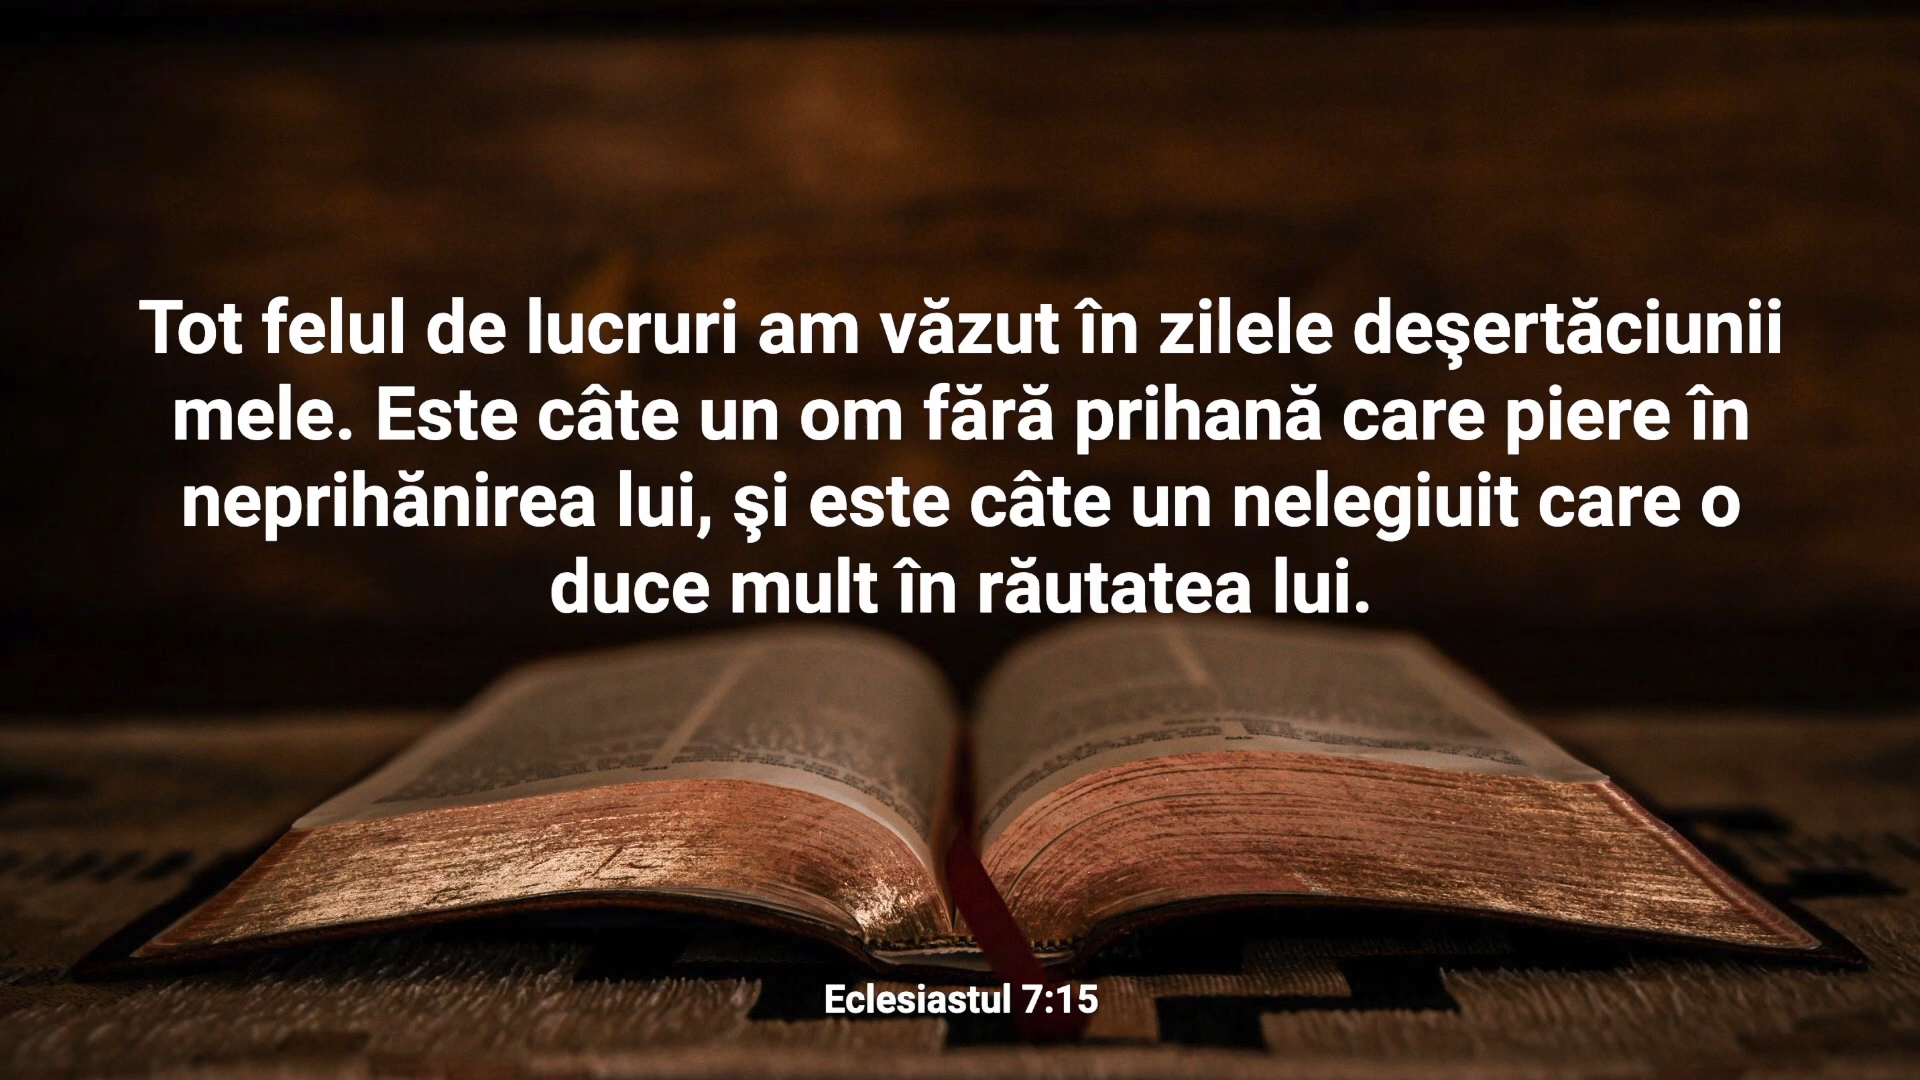 Tot felul de lucruri am văzut în zilele deşertăciunii
mele. Este câte un om fără prihană care piere în
neprihănirea lui, şi este câte un nelegiuit care o
duce mult în răutatea lui.
Eclesiastul 7:15